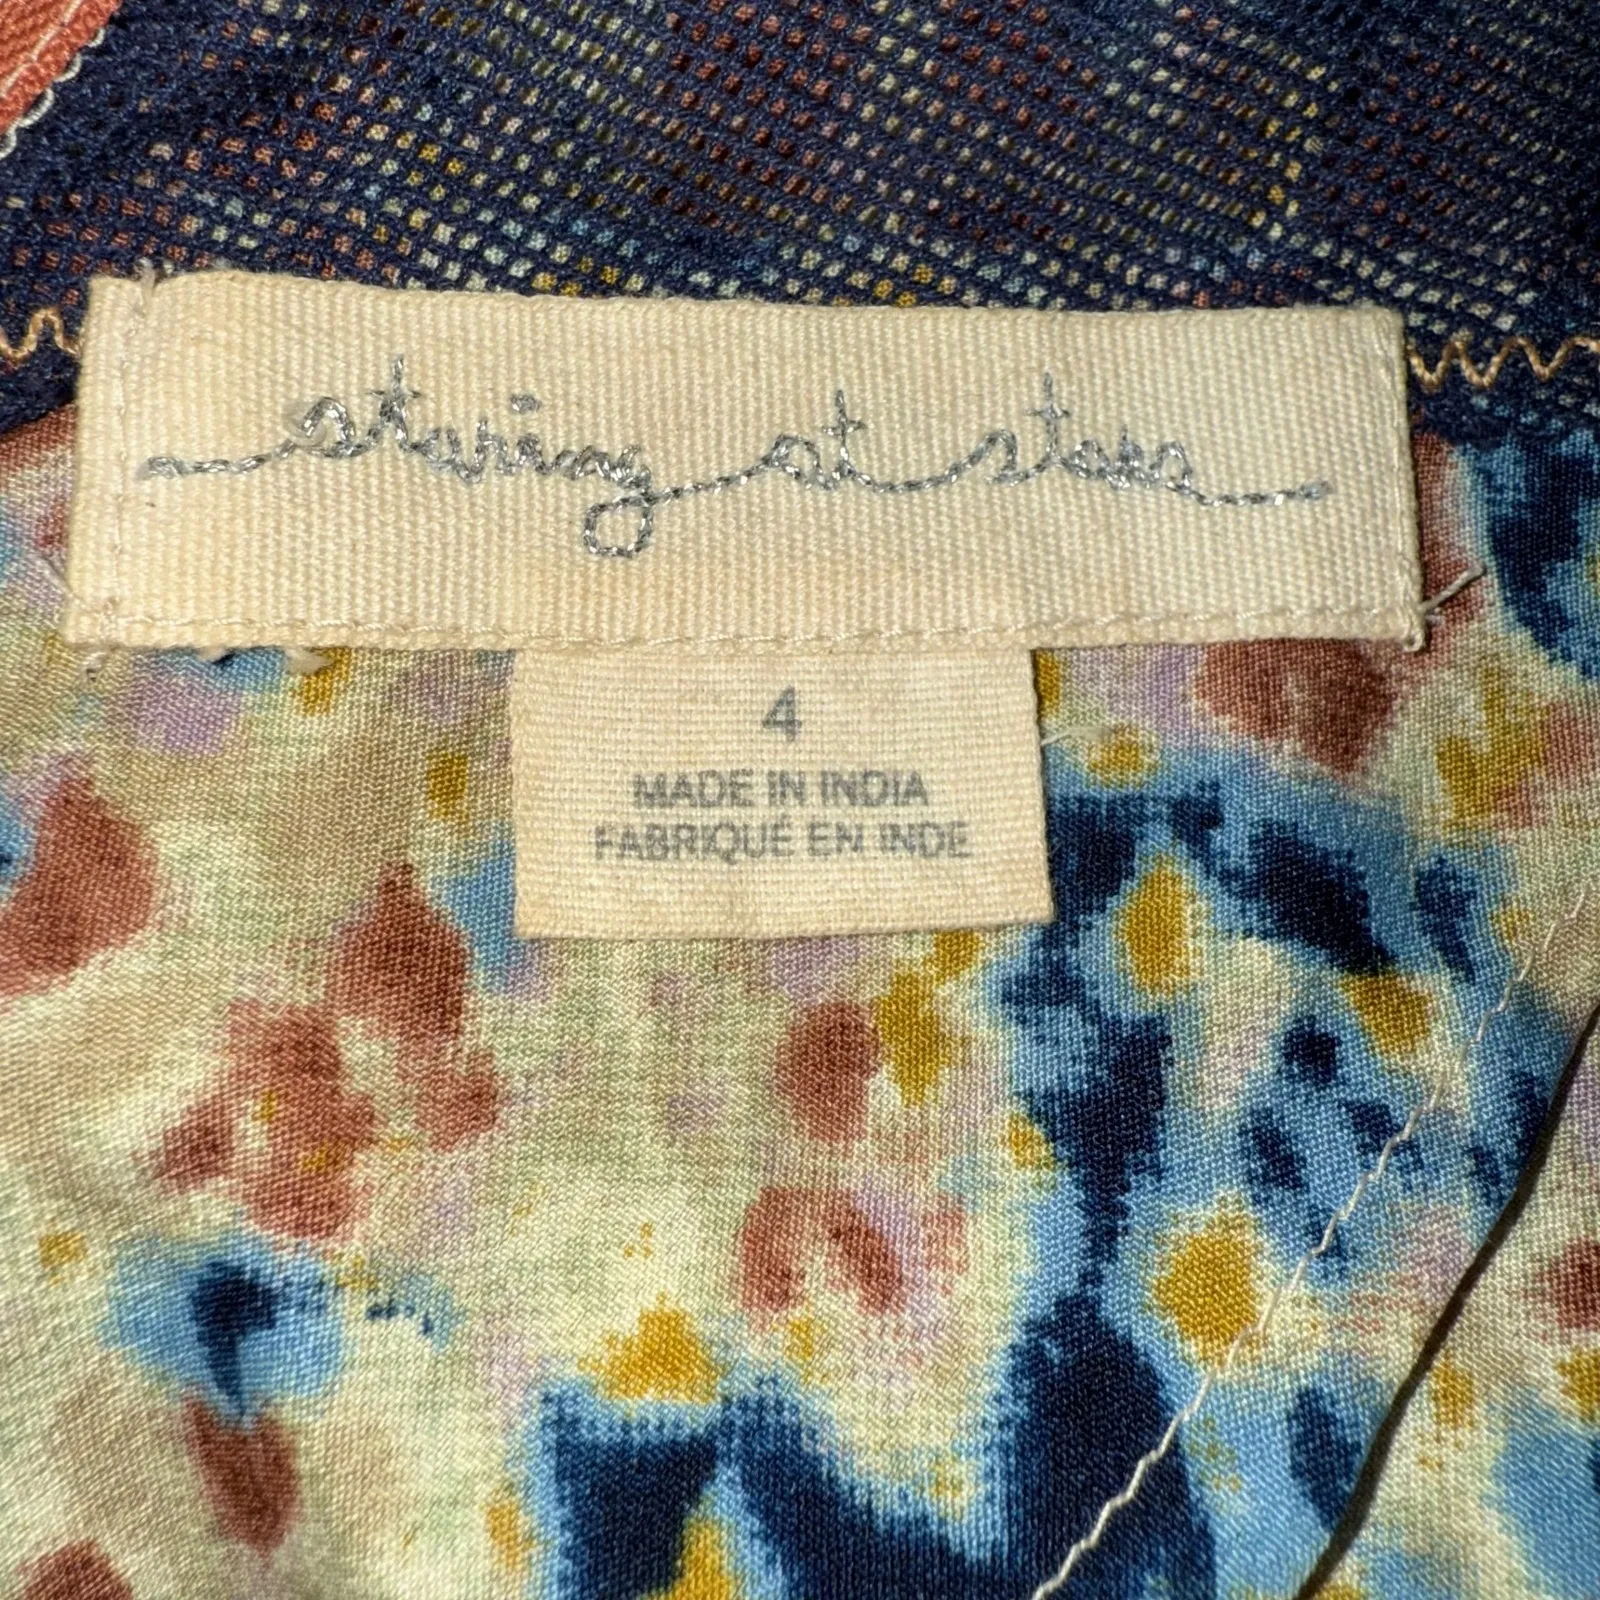 staring at stars
4
MADE IN INDIA
FABRIQUÉ EN INDE